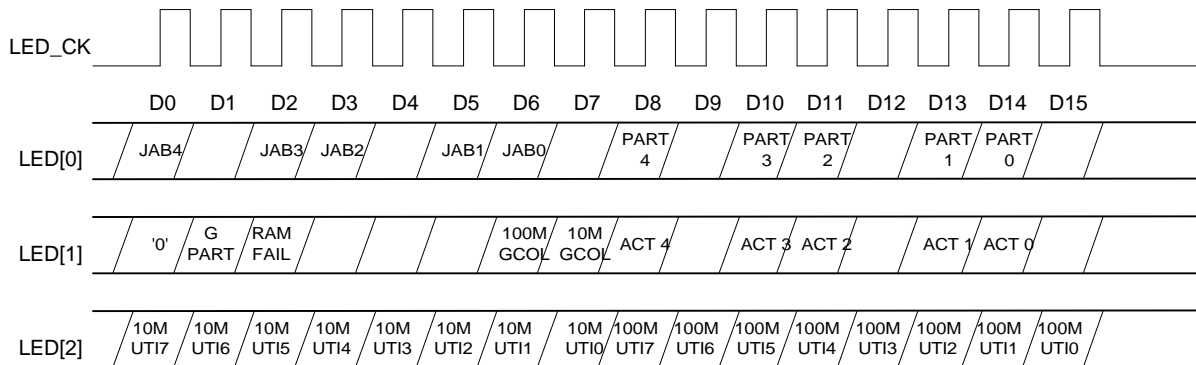 LED_CK
D0 D1 D2 D3 D4 D5 D6 D7 D8 D9 D10 D11 D12 D13 D14 D15
LED[0] JAB4 JAB3 JAB2 JAB1 JAB0 PART 4 PART 3 PART 2 PART 1 PART 0
LED[1] '0' G PART RAM FAIL 100M GCOL 10M GCOL ACT 4 ACT 3 ACT 2 ACT 1 ACT 0
LED[2] 10M UTI7 10M UTI6 10M UTI5 10M UTI4 10M UTI3 10M UTI2 10M UTI1 10M UTI0 100M UTI7 100M UTI6 100M UTI5 100M UTI4 100M UTI3 100M UTI2 100M UTI1 100M UTI0